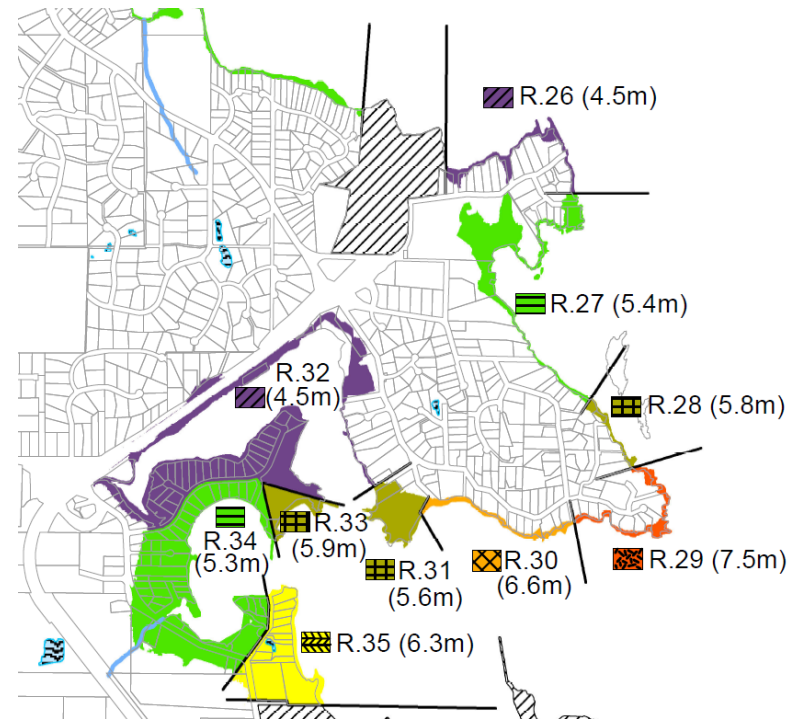 R.26 (4.5m)
R.27 (5.4m)
R.32
(4.5m)
R.28 (5.8m)
R.33
(5.9m)
R.34
(5.3m)
R.31
(5.6m)
R.30
(6.6m)
R.29 (7.5m)
R.35 (6.3m)